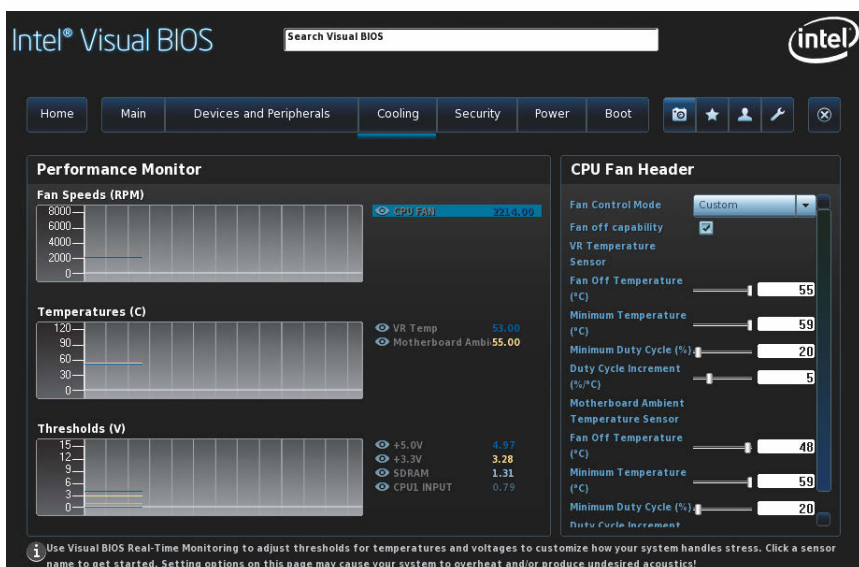 Intel® Visual BIOS
Search Visual BIOS
intel
Home Main Devices and Peripherals Cooling Security Power Boot
Performance Monitor
Fan Speeds (RPM)
8000
6000
4000
2000
0
CPU FAN 2214.00
Temperatures (C)
120
90
60
30
0
VR Temp 53.00
Motherboard Ambi 55.00
Thresholds (V)
15
12
9
6
3
0
+5.0V 4.97
+3.3V 3.28
SDRAM 1.31
CPU1 INPUT 0.79
CPU Fan Header
Fan Control Mode Custom
Fan off capability
VR Temperature
Sensor
Fan Off Temperature
(°C) 55
Minimum Temperature
(°C) 59
Minimum Duty Cycle (%) 20
Duty Cycle Increment
(%/°C) 5
Motherboard Ambient
Temperature Sensor
Fan Off Temperature
(°C) 48
Minimum Temperature
(°C) 59
Minimum Duty Cycle (%) 20
Duty Cycle Increment
Use Visual BIOS Real-Time Monitoring to adjust thresholds for temperatures and voltages to customize how your system handles stress. Click a sensor
name to get started. Setting options on this page may cause your system to overheat and/or produce undesired acoustics!